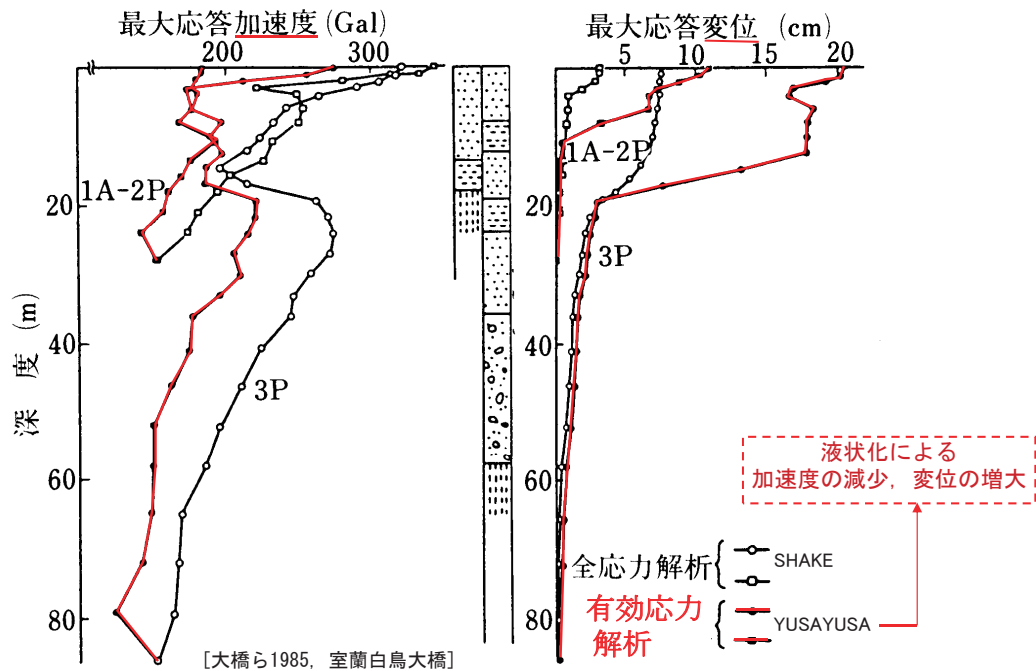 最大応答加速度 (Gal)
200 300
最大応答変位 (cm)
5 10 15 20
1A-2P
1A-2P
20
20
3P
深度 (m)
40
40
3P
60
60
液状化による
加速度の減少, 変位の増大
全応力解析
SHAKE
有効応力
解析
YUSAYUSA
80
80
[大橋ら1985, 室蘭白鳥大橋]